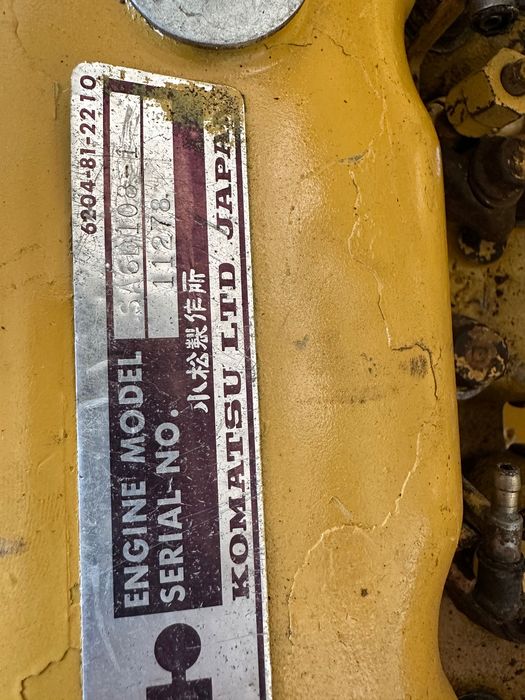 6204-81-2210
ENGINE MODEL SA6D108-1
SERIAL NO. 11278
小松製作所
KOMATSU LTD JAPAN